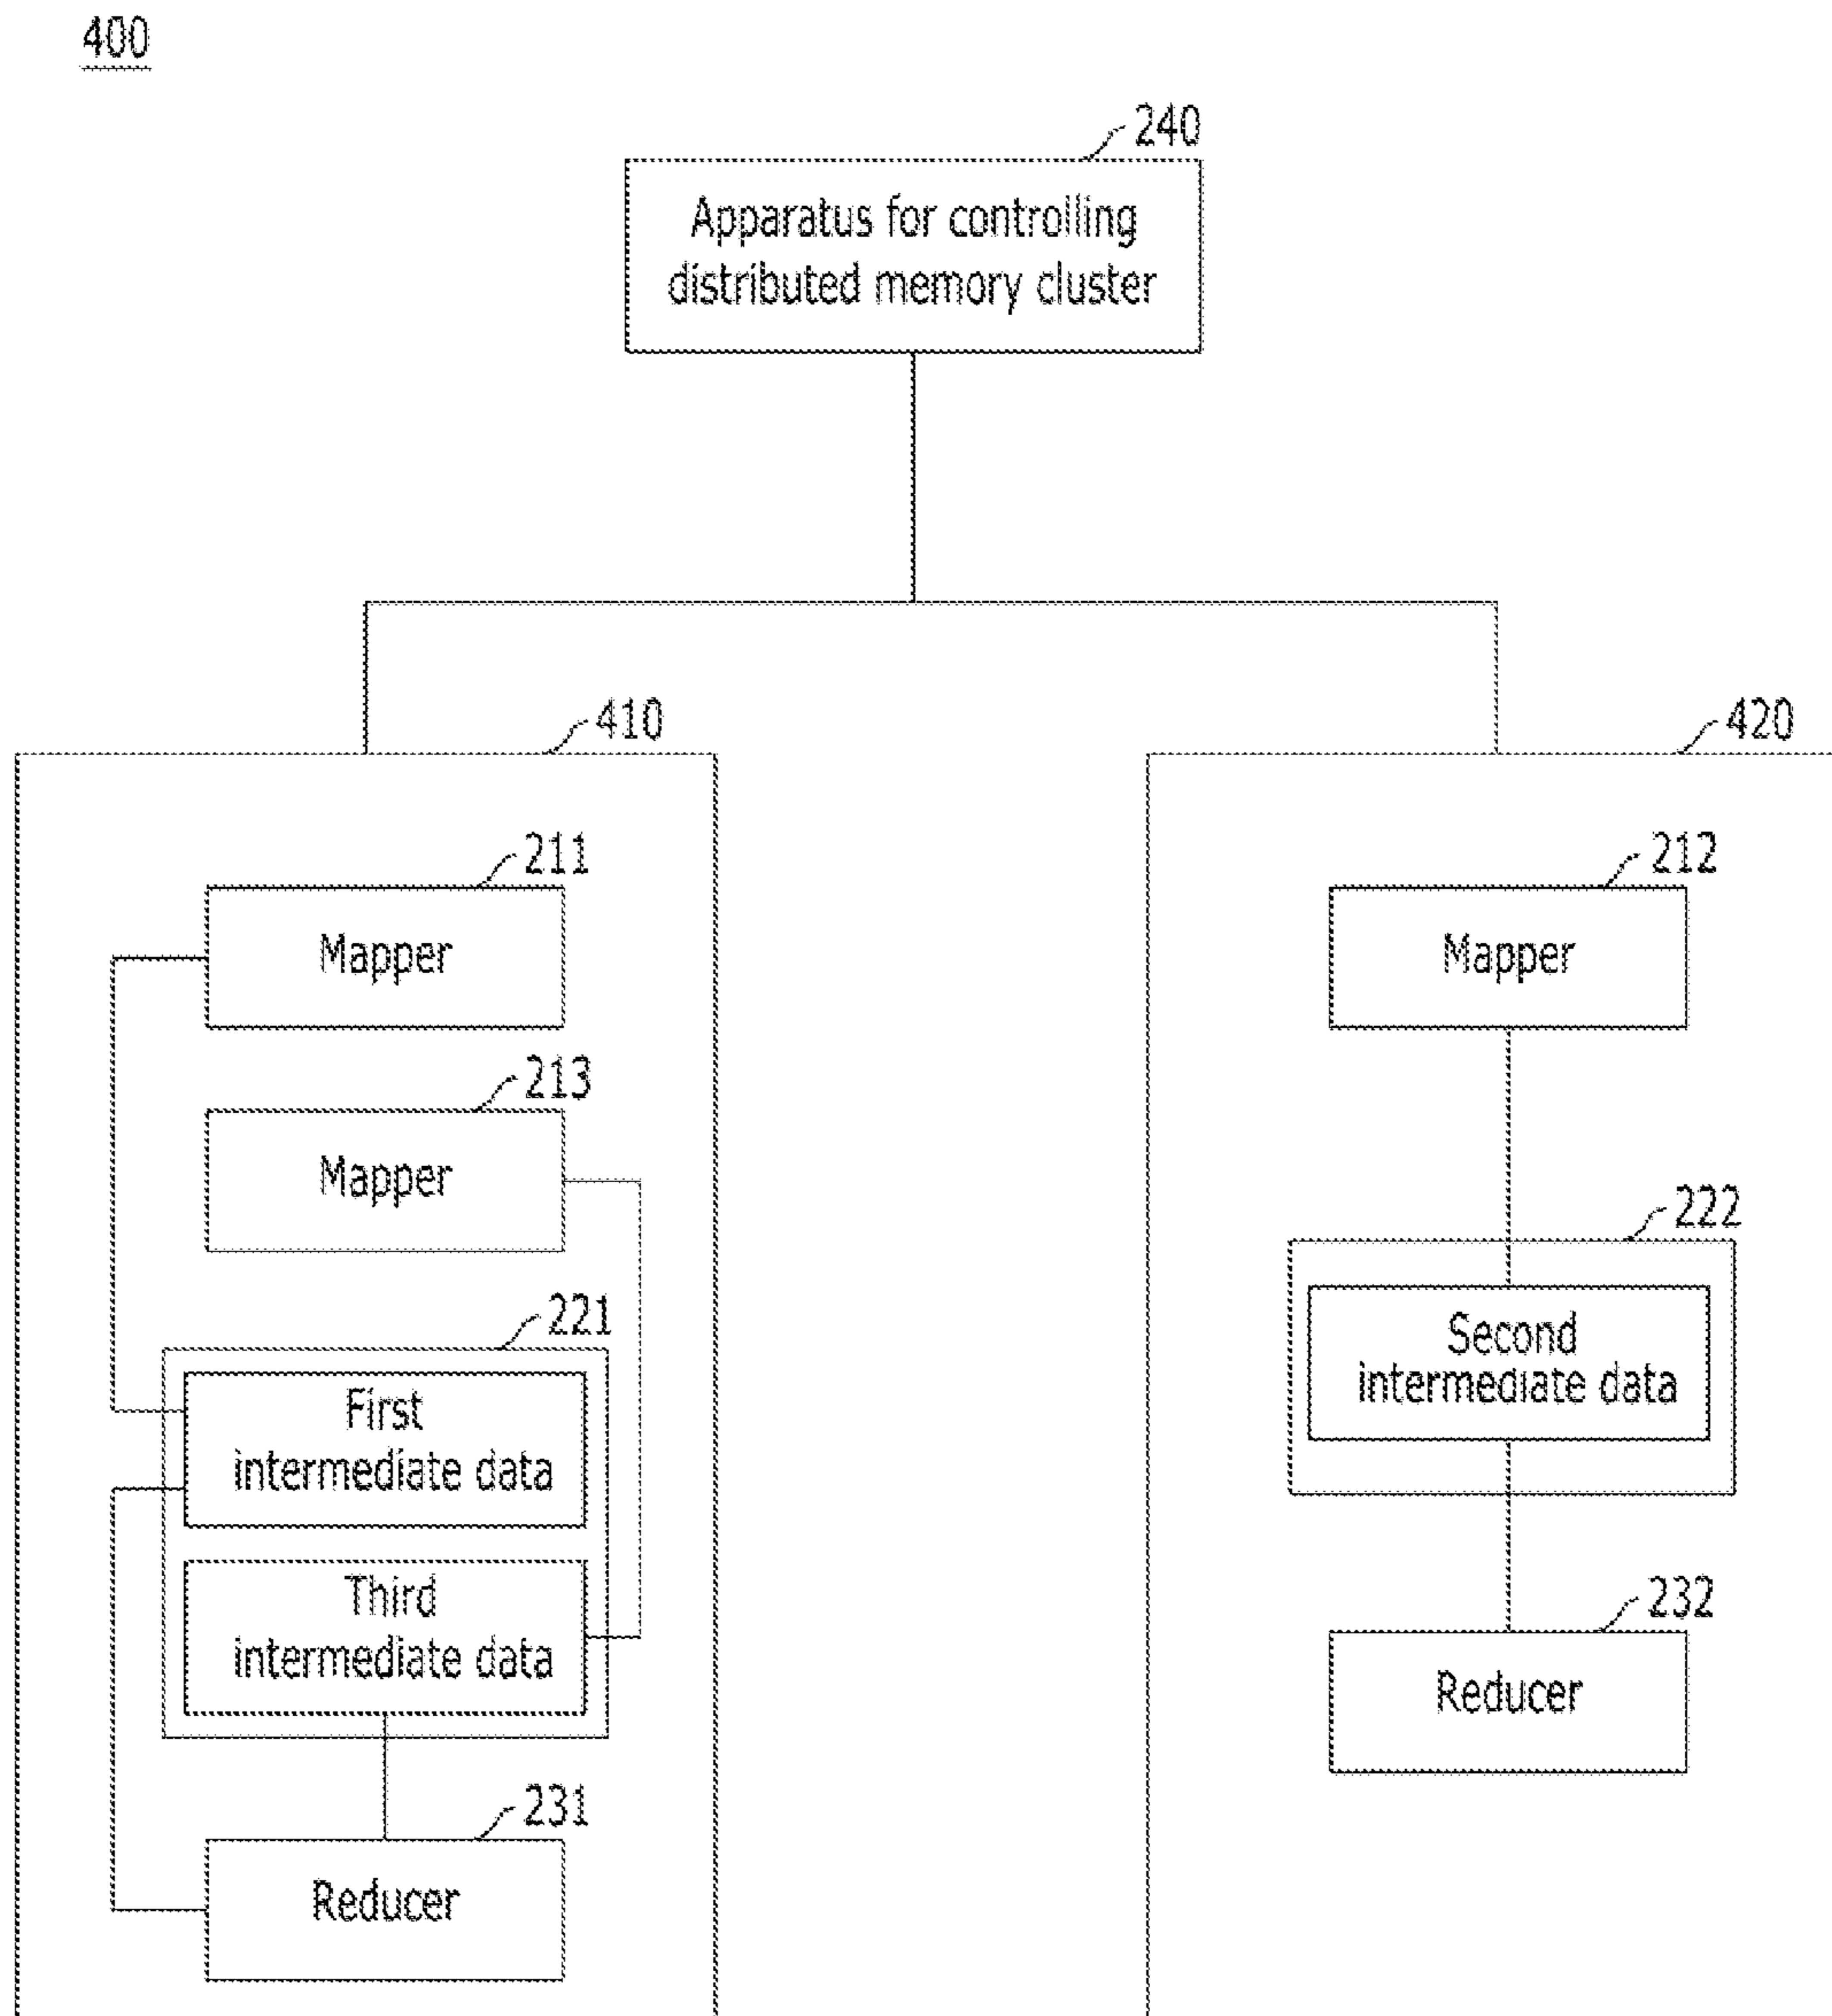 400
240
Apparatus for controlling
distributed memory cluster
410
420
211
Mapper
212
Mapper
213
Mapper
222
Second
intermediate data
221
First
intermediate data
Third
intermediate data
232
Reducer
231
Reducer